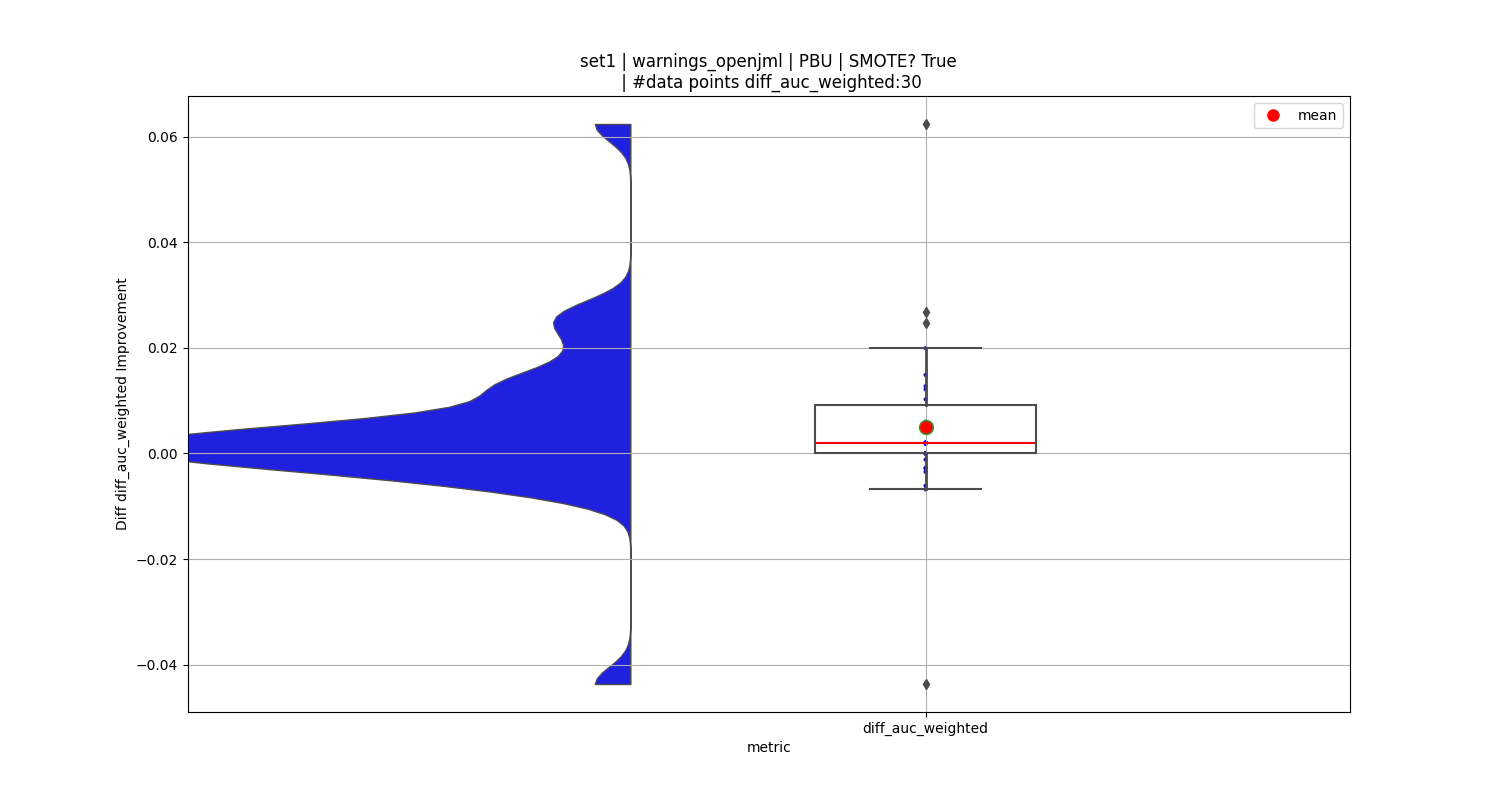 set1 | warnings_openjml | PBU | SMOTE? True
| #data points diff_auc_weighted:30
mean
0.06
0.04
0.02
0.00
−0.02
−0.04
Diff diff_auc_weighted Improvement
diff_auc_weighted
metric